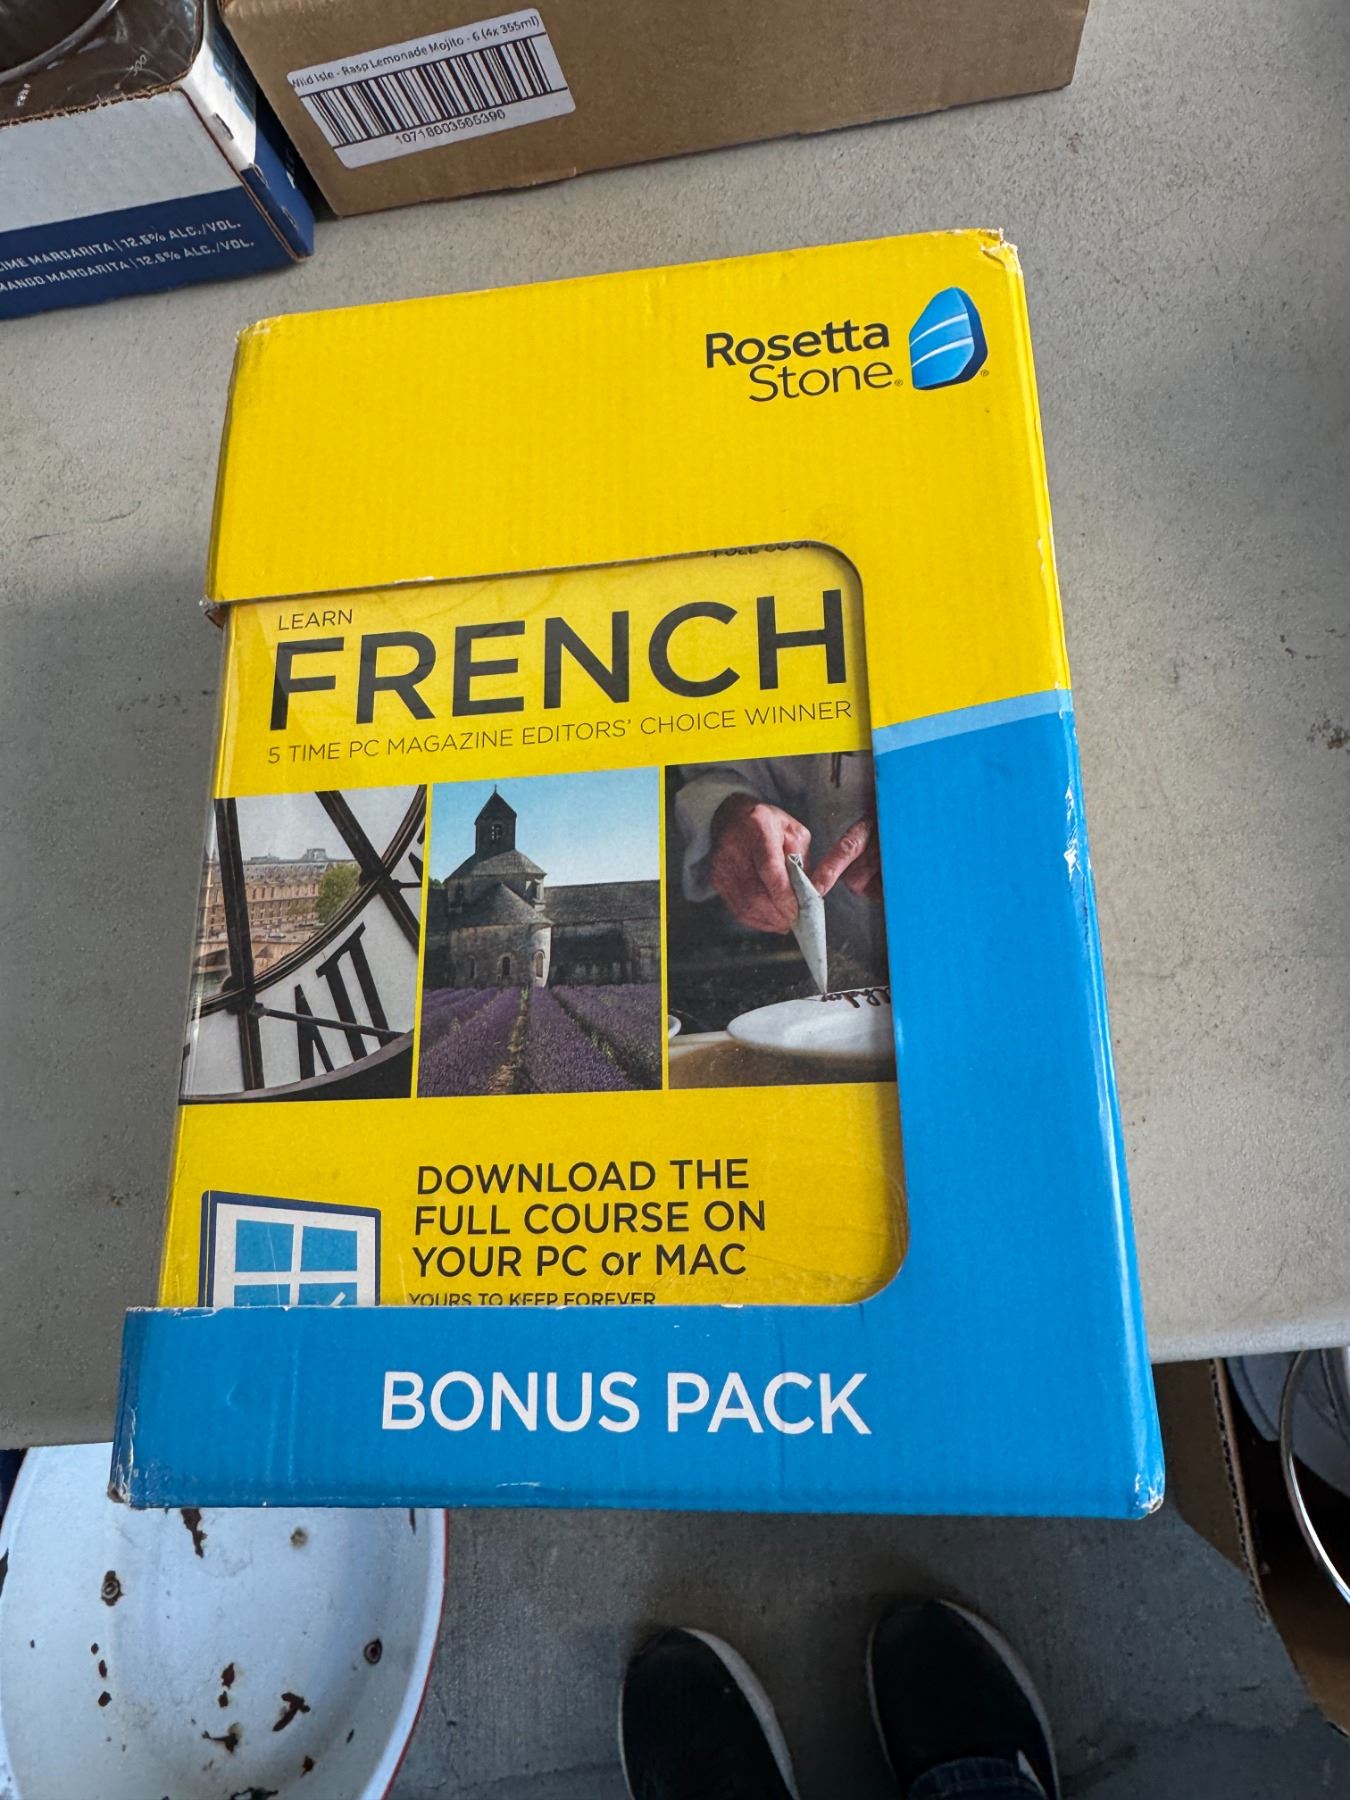 Wild Isle - Rasp Lemonade Mojito - 6 (4x 355ml)
10718603565390
LIME MARGARITA | 12.5% ALC./VOL.
MANGO MARGARITA | 12.5% ALC./VOL.
Rosetta
Stone®
LEARN
FRENCH
5 TIME PC MAGAZINE EDITORS' CHOICE WINNER
DOWNLOAD THE
FULL COURSE ON
YOUR PC or MAC
YOURS TO KEEP FOREVER
BONUS PACK